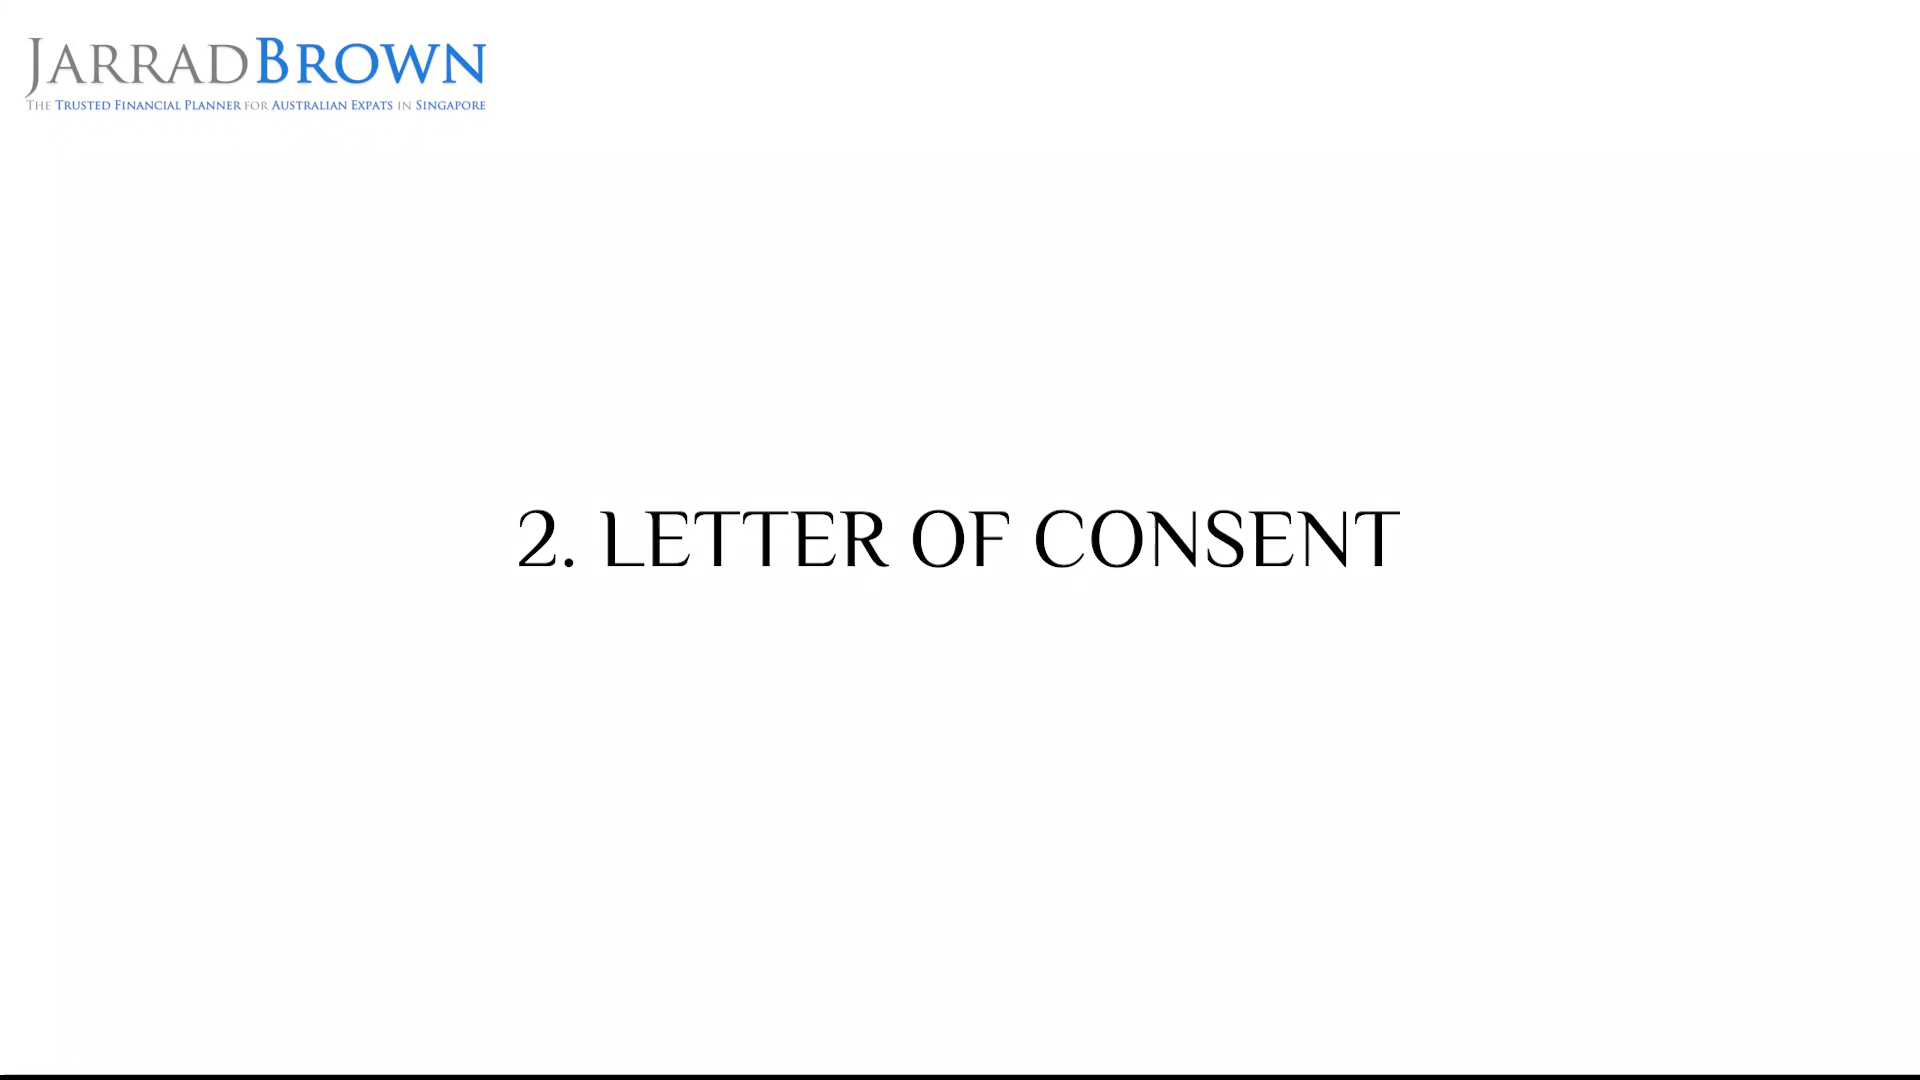 JARRADBROWN
THE TRUSTED FINANCIAL PLANNER FOR AUSTRALIAN EXPATS IN SINGAPORE
2. LETTER OF CONSENT